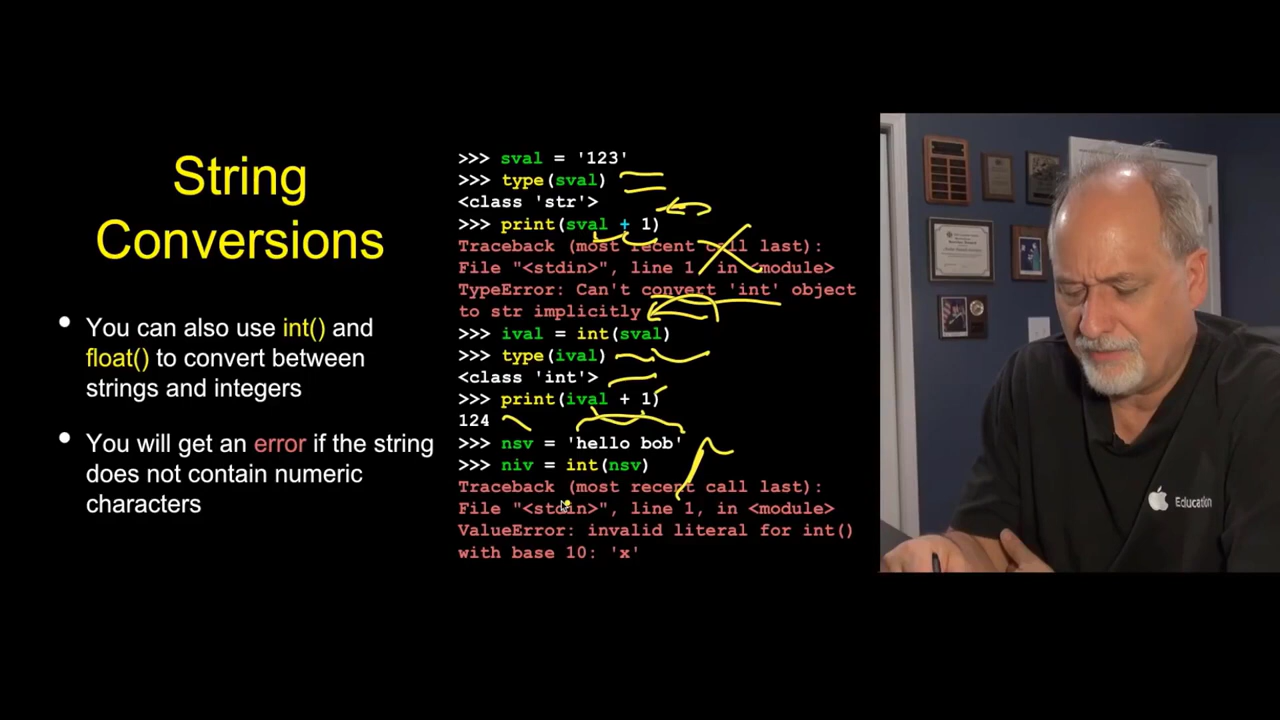 String
Conversions
• You can also use int() and
float() to convert between
strings and integers
• You will get an error if the string
does not contain numeric
characters
>>> sval = '123'
>>> type(sval)
<class 'str'>
>>> print(sval + 1)
Traceback (most recent call last):
File "<stdin>", line 1, in <module>
TypeError: Can't convert 'int' object
to str implicitly
>>> ival = int(sval)
>>> type(ival)
<class 'int'>
>>> print(ival + 1)
124
>>> nsv = 'hello bob'
>>> niv = int(nsv)
Traceback (most recent call last):
File "<stdin>", line 1, in <module>
ValueError: invalid literal for int()
with base 10: 'x'
Education